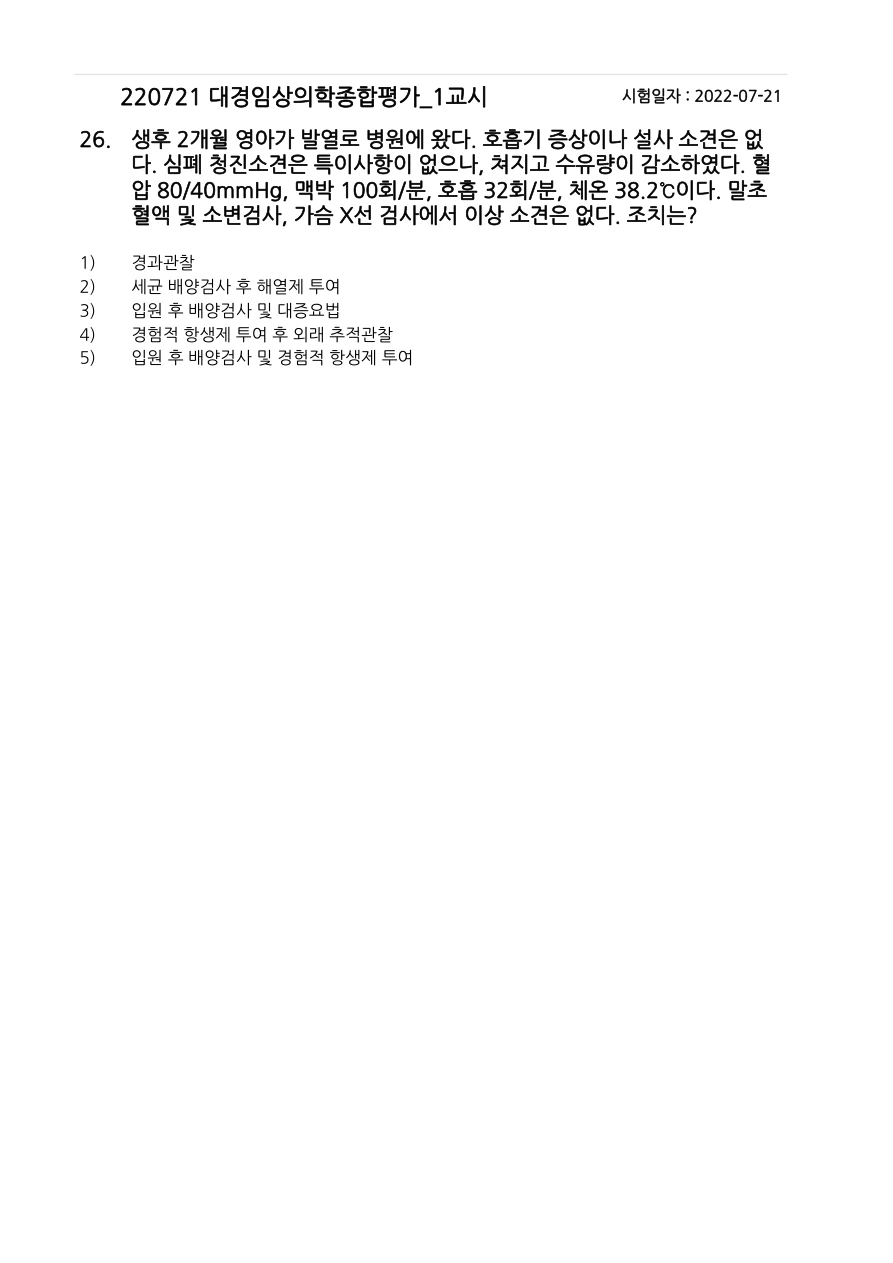 220721 대경임상의학종합평가_1교시 시험일자 : 2022-07-21
26. 생후 2개월 영아가 발열로 병원에 왔다. 호흡기 증상이나 설사 소견은 없
다. 심폐 청진소견은 특이사항이 없으나, 쳐지고 수유량이 감소하였다. 혈
압 80/40mmHg, 맥박 100회/분, 호흡 32회/분, 체온 38.2℃이다. 말초
혈액 및 소변검사, 가슴 X선 검사에서 이상 소견은 없다. 조치는?
1) 경과관찰
2) 세균 배양검사 후 해열제 투여
3) 입원 후 배양검사 및 대증요법
4) 경험적 항생제 투여 후 외래 추적관찰
5) 입원 후 배양검사 및 경험적 항생제 투여